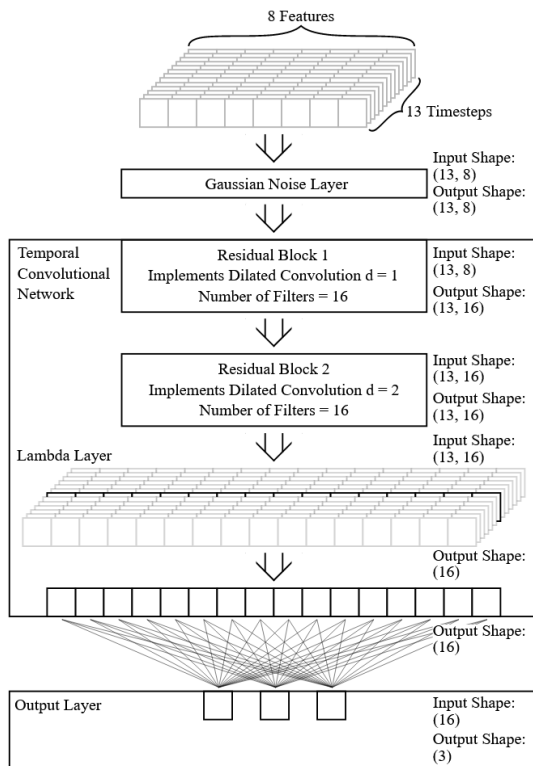 8 Features
13 Timesteps
Input Shape:
(13, 8)
Output Shape:
(13, 8)
Gaussian Noise Layer
Temporal
Convolutional
Network
Residual Block 1
Implements Dilated Convolution d = 1
Number of Filters = 16
Input Shape:
(13, 8)
Output Shape:
(13, 16)
Residual Block 2
Implements Dilated Convolution d = 2
Number of Filters = 16
Input Shape:
(13, 16)
Output Shape:
(13, 16)
Input Shape:
(13, 16)
Lambda Layer
Output Shape:
(16)
Output Shape:
(16)
Output Layer
Input Shape:
(16)
Output Shape:
(3)